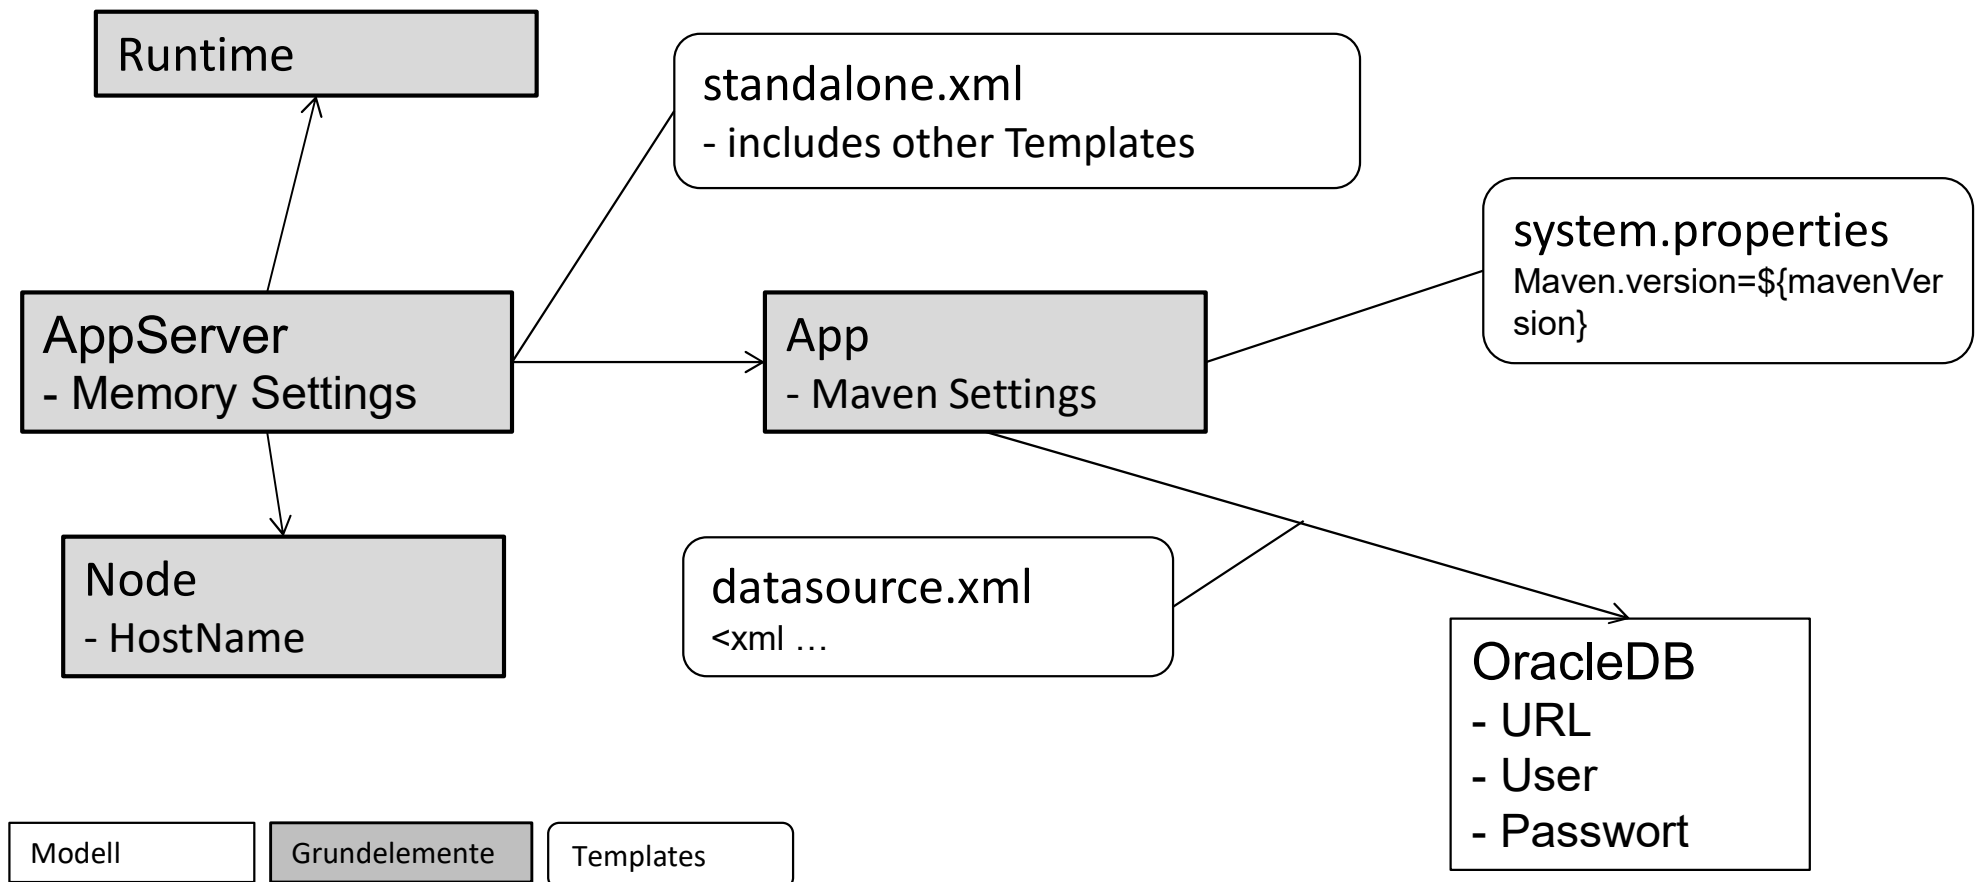 Runtime
standalone.xml
- includes other Templates
system.properties
Maven.version=${mavenVer
sion}
AppServer
- Memory Settings
App
- Maven Settings
Node
- HostName
datasource.xml
<xml …
OracleDB
- URL
- User
- Passwort
Modell
Grundelemente
Templates